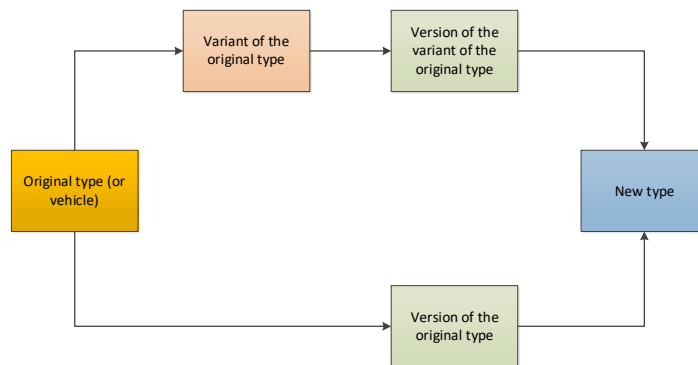 Variant of the
original type
Version of the
variant of the
original type
Original type (or
vehicle)
New type
Version of the
original type